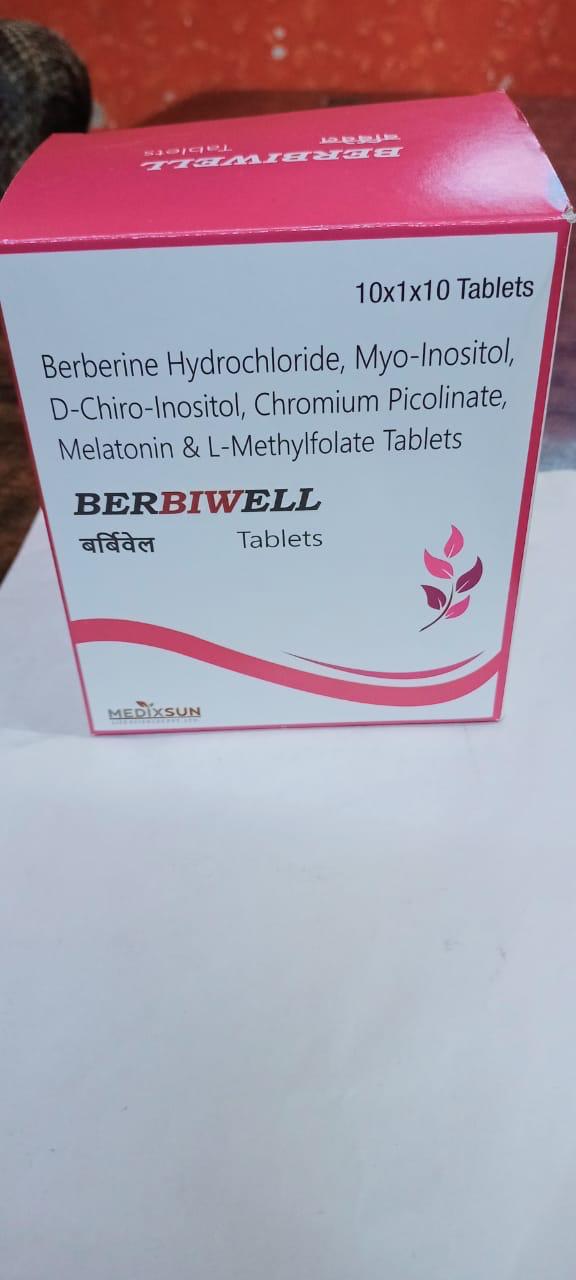 BERBIWELL
बर्बिवेल
Tablets
10x1x10 Tablets
Berberine Hydrochloride, Myo-Inositol,
D-Chiro-Inositol, Chromium Picolinate,
Melatonin & L-Methylfolate Tablets
BERBIWELL
बर्बिवेल Tablets
MEDIXSUN